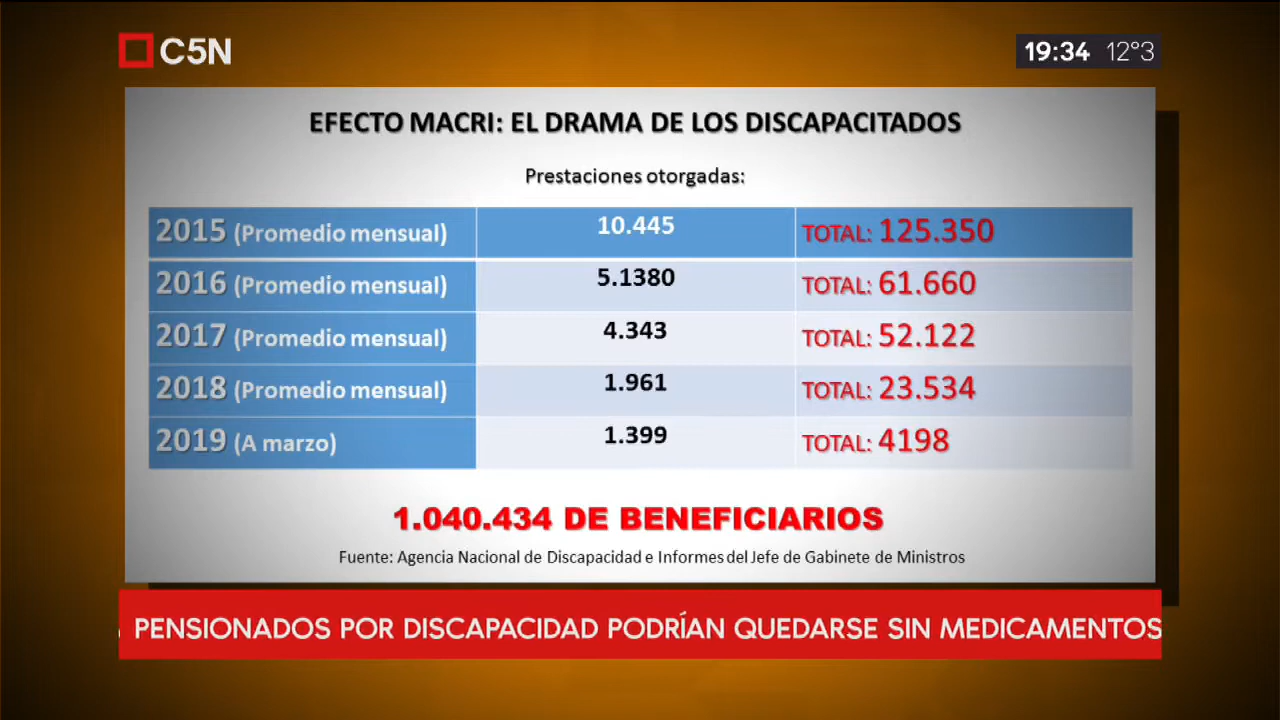 C5N
19:34 12°3
EFECTO MACRI: EL DRAMA DE LOS DISCAPACITADOS
Prestaciones otorgadas:
2015 (Promedio mensual) 10.445 TOTAL: 125.350
2016 (Promedio mensual) 5.1380 TOTAL: 61.660
2017 (Promedio mensual) 4.343 TOTAL: 52.122
2018 (Promedio mensual) 1.961 TOTAL: 23.534
2019 (A marzo) 1.399 TOTAL: 4198
1.040.434 DE BENEFICIARIOS
Fuente: Agencia Nacional de Discapacidad e Informes del Jefe de Gabinete de Ministros
PENSIONADOS POR DISCAPACIDAD PODRÍAN QUEDARSE SIN MEDICAMENTOS